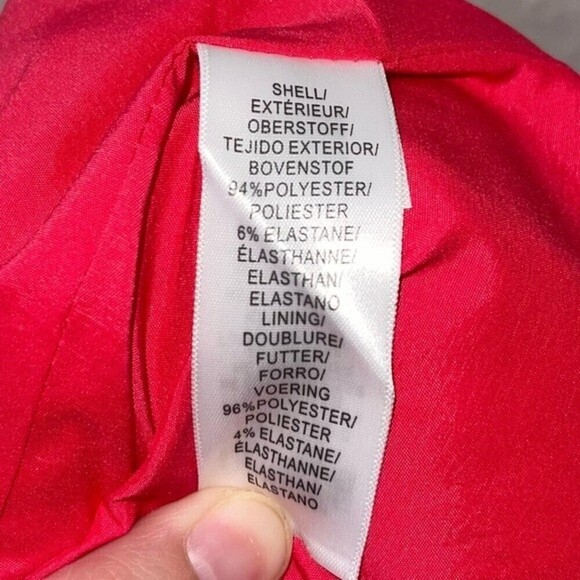 SHELL/
EXTÉRIEUR/
OBERSTOFF/
TEJIDO EXTERIOR/
BOVENSTOF
94%POLYESTER/
POLIESTER
6% ELASTANE/
ÉLASTHANNE/
ELASTHAN/
ELASTANO
LINING/
DOUBLURE/
FUTTER/
FORRO/
VOERING
96%POLYESTER/
POLIESTER
4% ELASTANE/
ÉLASTHANNE/
ELASTHAN/
ELASTANO